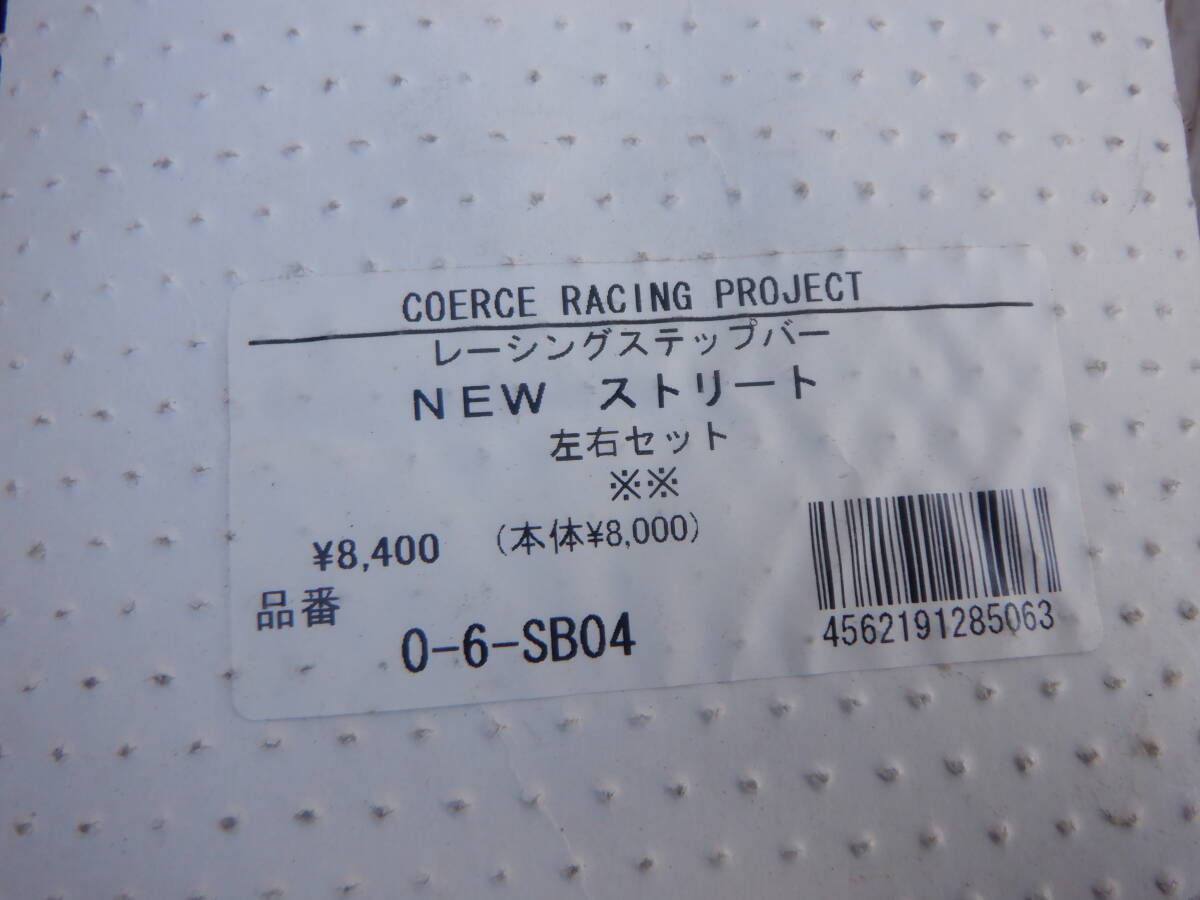 COERCE RACING PROJECT
レーシングステップバー
NEW ストリート
左右セット
※※
¥8,400 (本体¥8,000)
品番
0-6-SB04
4562191285063